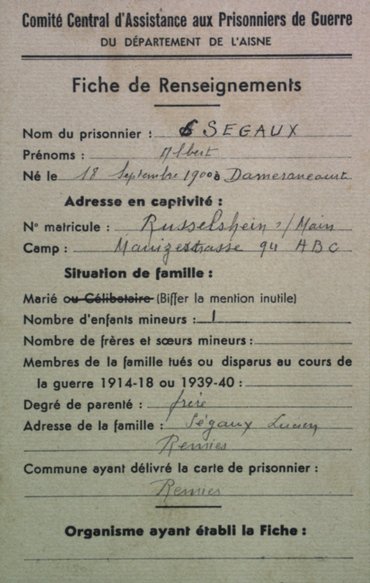 Comité Central d'Assistance aux Prisonniers de Guerre
DU DÉPARTEMENT DE L'AISNE
Fiche de Renseignements
Nom du prisonnier : SEGAUX
Prénoms : Albert
Né le 18 Septembre 1900 à Dameraucourt
Adresse en captivité :
N° matricule : Russelshein s/Main
Camp : Mainzestrasse 94 ABC
Situation de famille :
Marié ou Célibataire (Biffer la mention inutile)
Nombre d'enfants mineurs : 1
Nombre de frères et sœurs mineurs :
Membres de la famille tués ou disparus au cours de
la guerre 1914-18 ou 1939-40 :
Degré de parenté : frère
Adresse de la famille : Ségaux Lucien
Remies
Commune ayant délivré la carte de prisonnier :
Remies
Organisme ayant établi la Fiche :